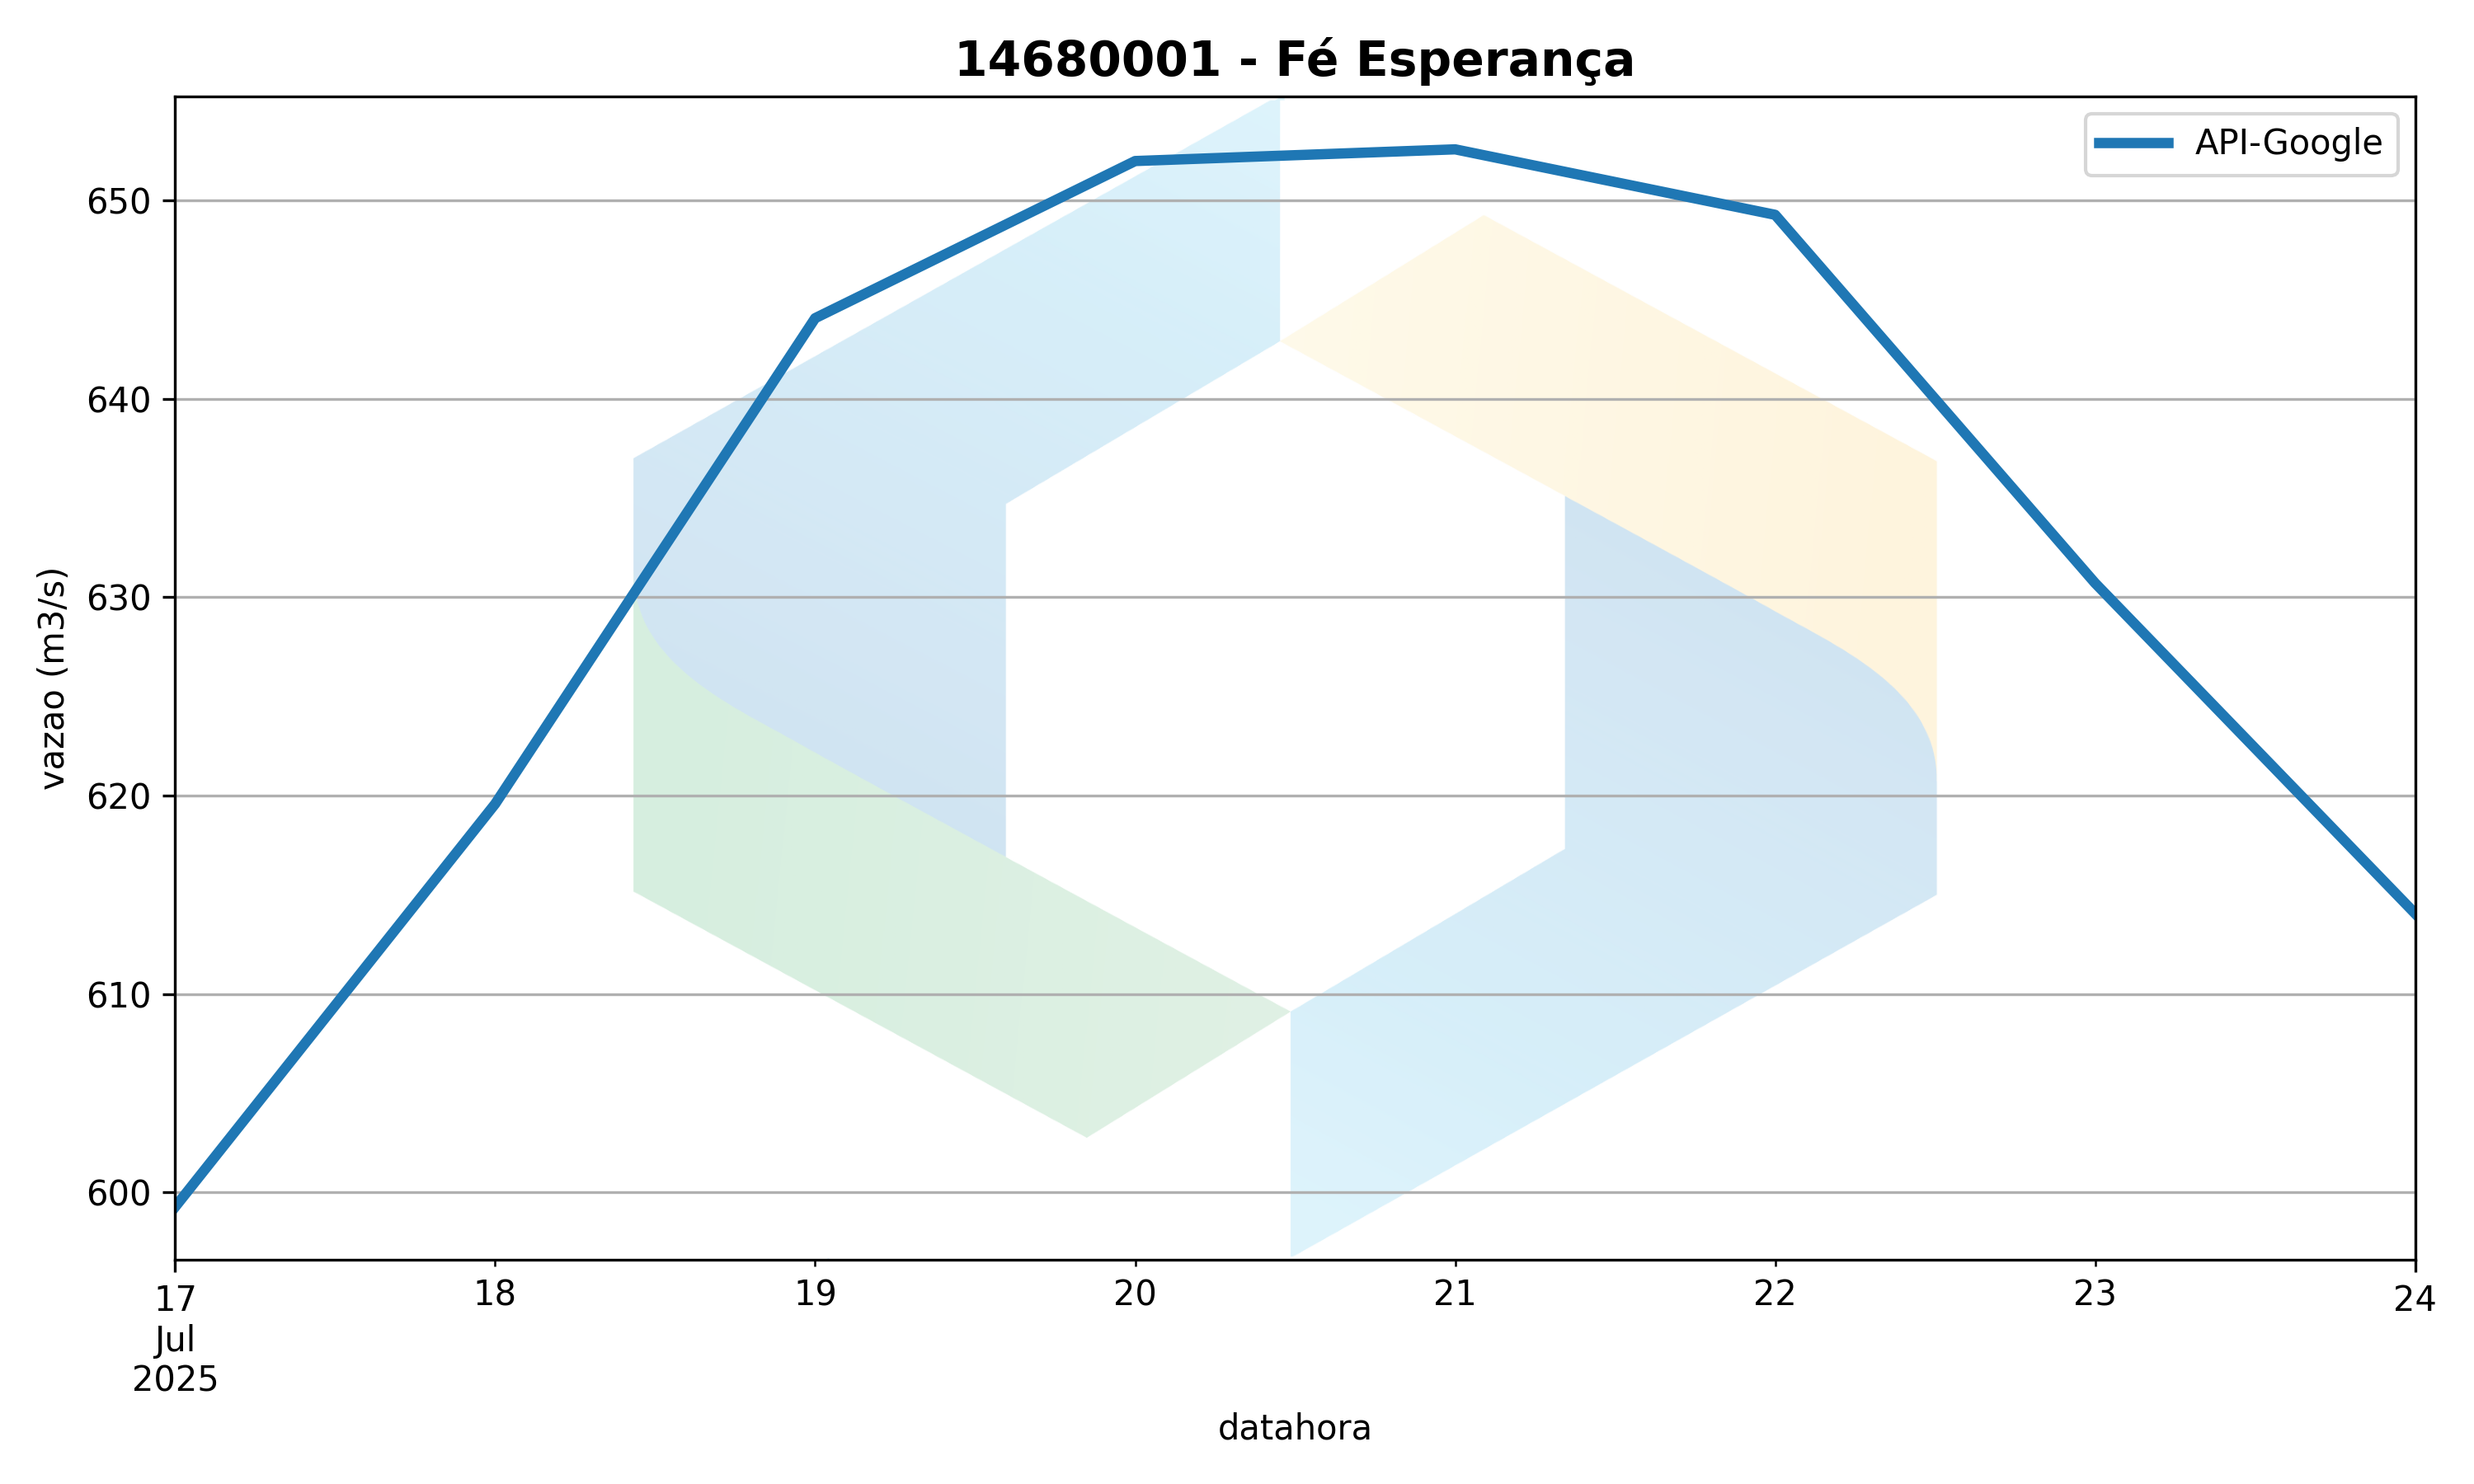 14680001 - Fé Esperança
API-Google
650
640
630
620
610
600
vazao (m3/s)
17 18 19 20 21 22 23 24
Jul
2025
datahora